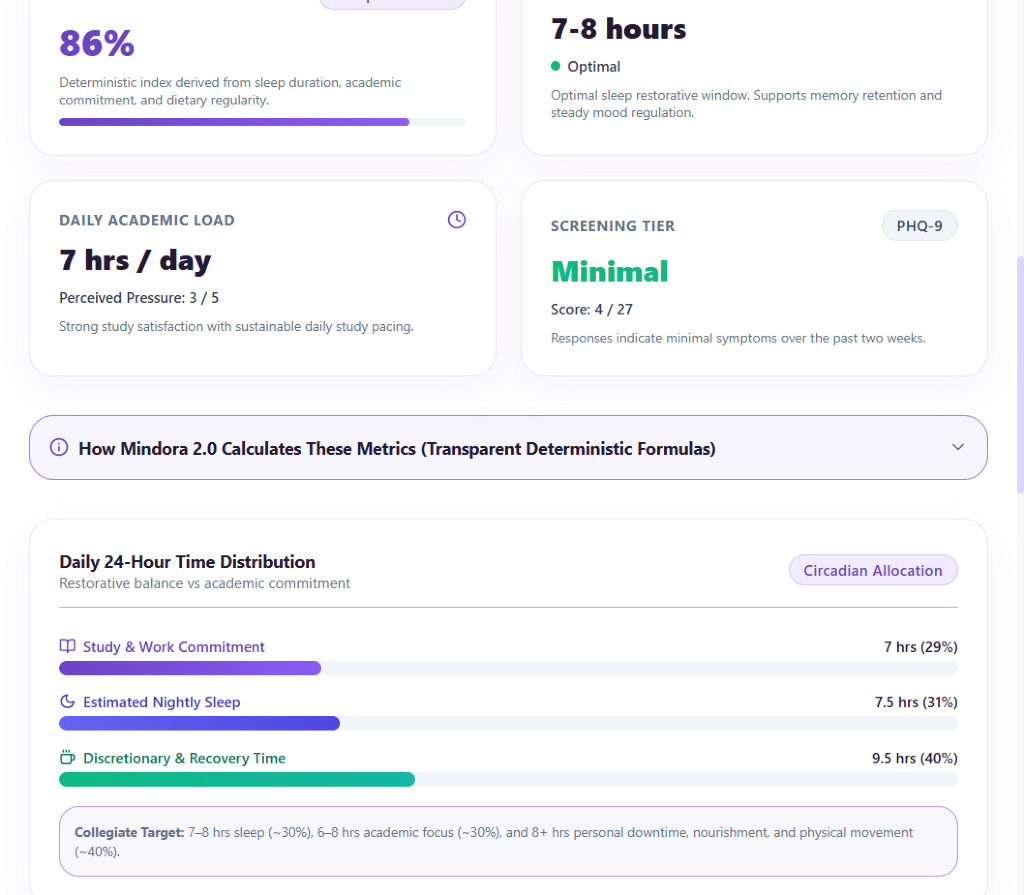 86%
Deterministic index derived from sleep duration, academic
commitment, and dietary regularity.
7-8 hours
Optimal
Optimal sleep restorative window. Supports memory retention and
steady mood regulation.
DAILY ACADEMIC LOAD
7 hrs / day
Perceived Pressure: 3 / 5
Strong study satisfaction with sustainable daily study pacing.
SCREENING TIER
PHQ-9
Minimal
Score: 4 / 27
Responses indicate minimal symptoms over the past two weeks.
How Mindora 2.0 Calculates These Metrics (Transparent Deterministic Formulas)
Daily 24-Hour Time Distribution
Restorative balance vs academic commitment
Circadian Allocation
Study & Work Commitment
7 hrs (29%)
Estimated Nightly Sleep
7.5 hrs (31%)
Discretionary & Recovery Time
9.5 hrs (40%)
Collegiate Target: 7–8 hrs sleep (~30%), 6–8 hrs academic focus (~30%), and 8+ hrs personal downtime, nourishment, and physical movement
(~40%).